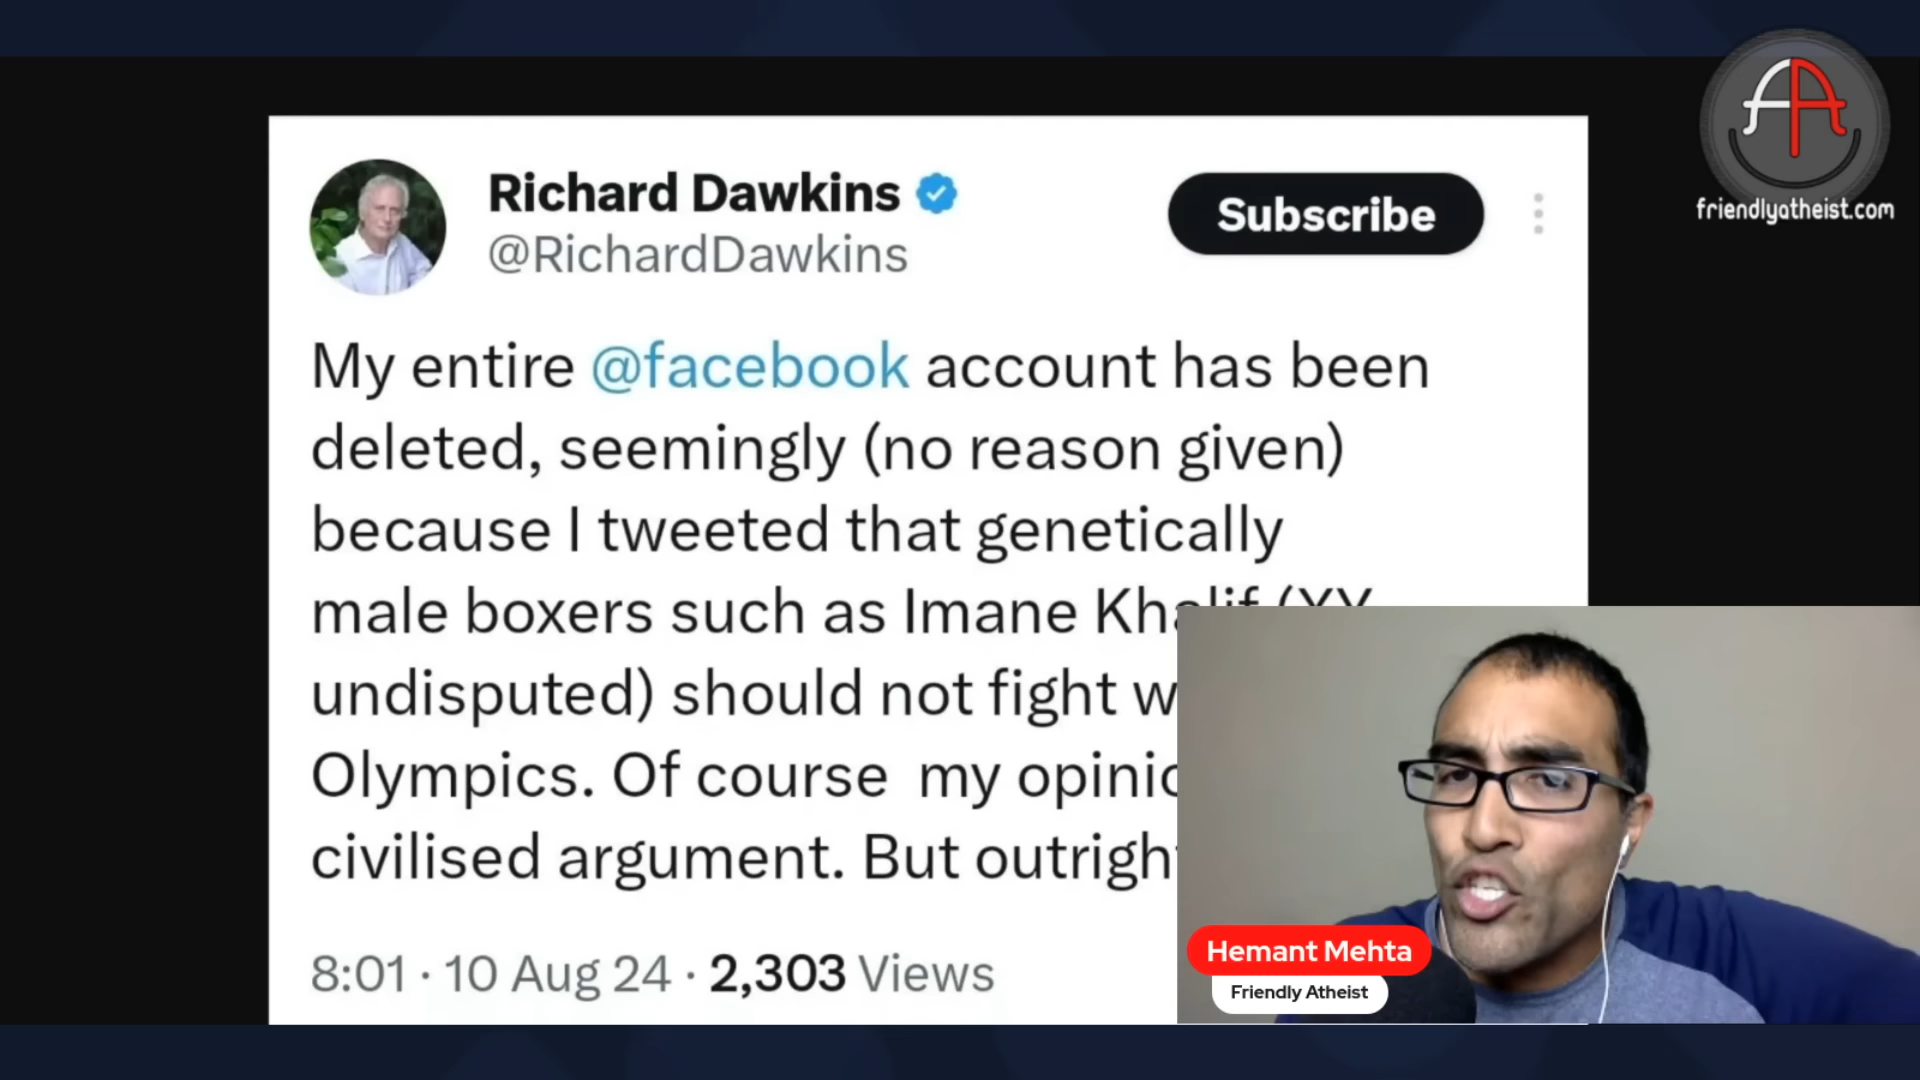 Richard Dawkins
@RichardDawkins
Subscribe
My entire @facebook account has been
deleted, seemingly (no reason given)
because I tweeted that genetically
male boxers such as Imane
undisputed) should not fight
Olympics. Of course my
civilised argument. But
8:01 · 10 Aug 24 · 2,303 Views
friendlyatheist.com
Hemant Mehta
Friendly Atheist